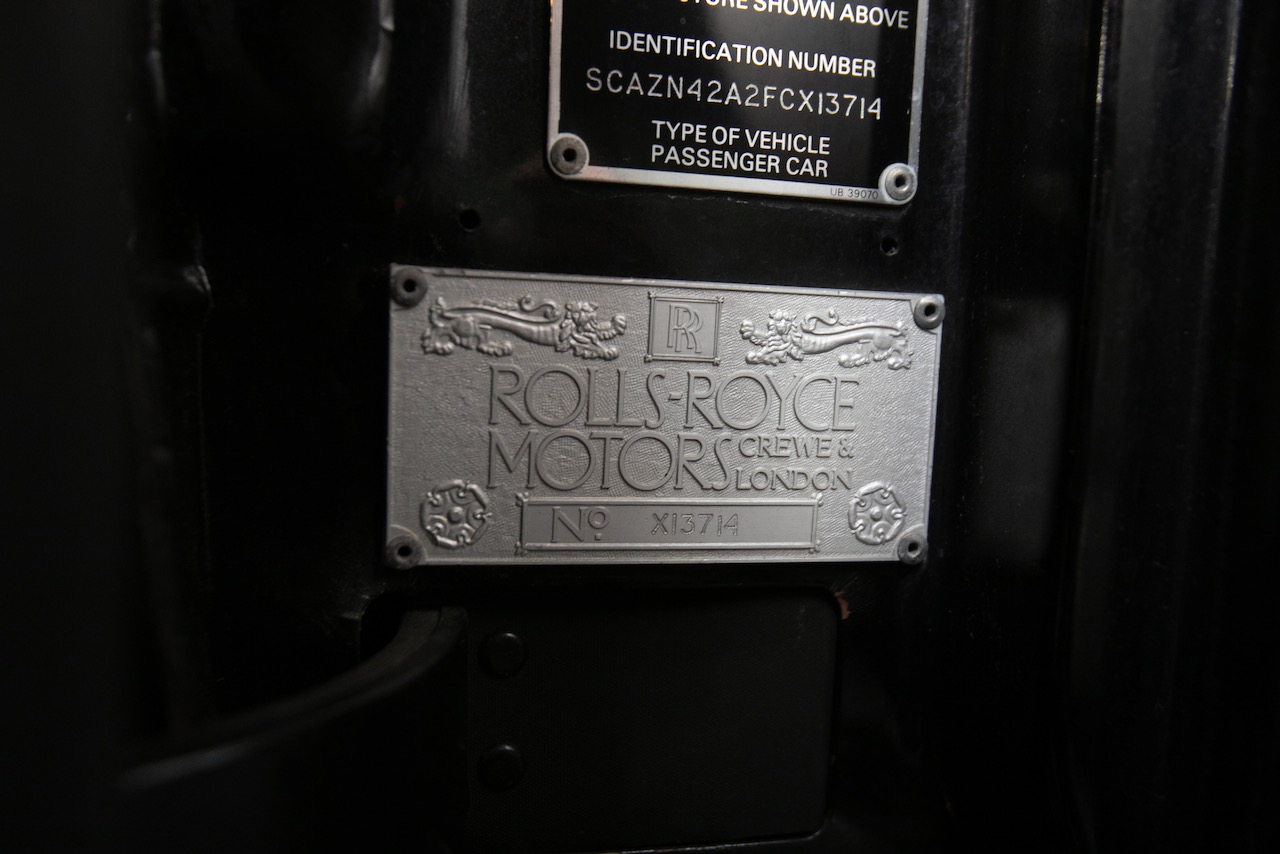 SHOWN ABOVE
IDENTIFICATION NUMBER
SCAZN42A2FCX13714
TYPE OF VEHICLE
PASSENGER CAR
UB 39070
RR
ROLLS-ROYCE
MOTORS CREWE &
LONDON
Nº X13714